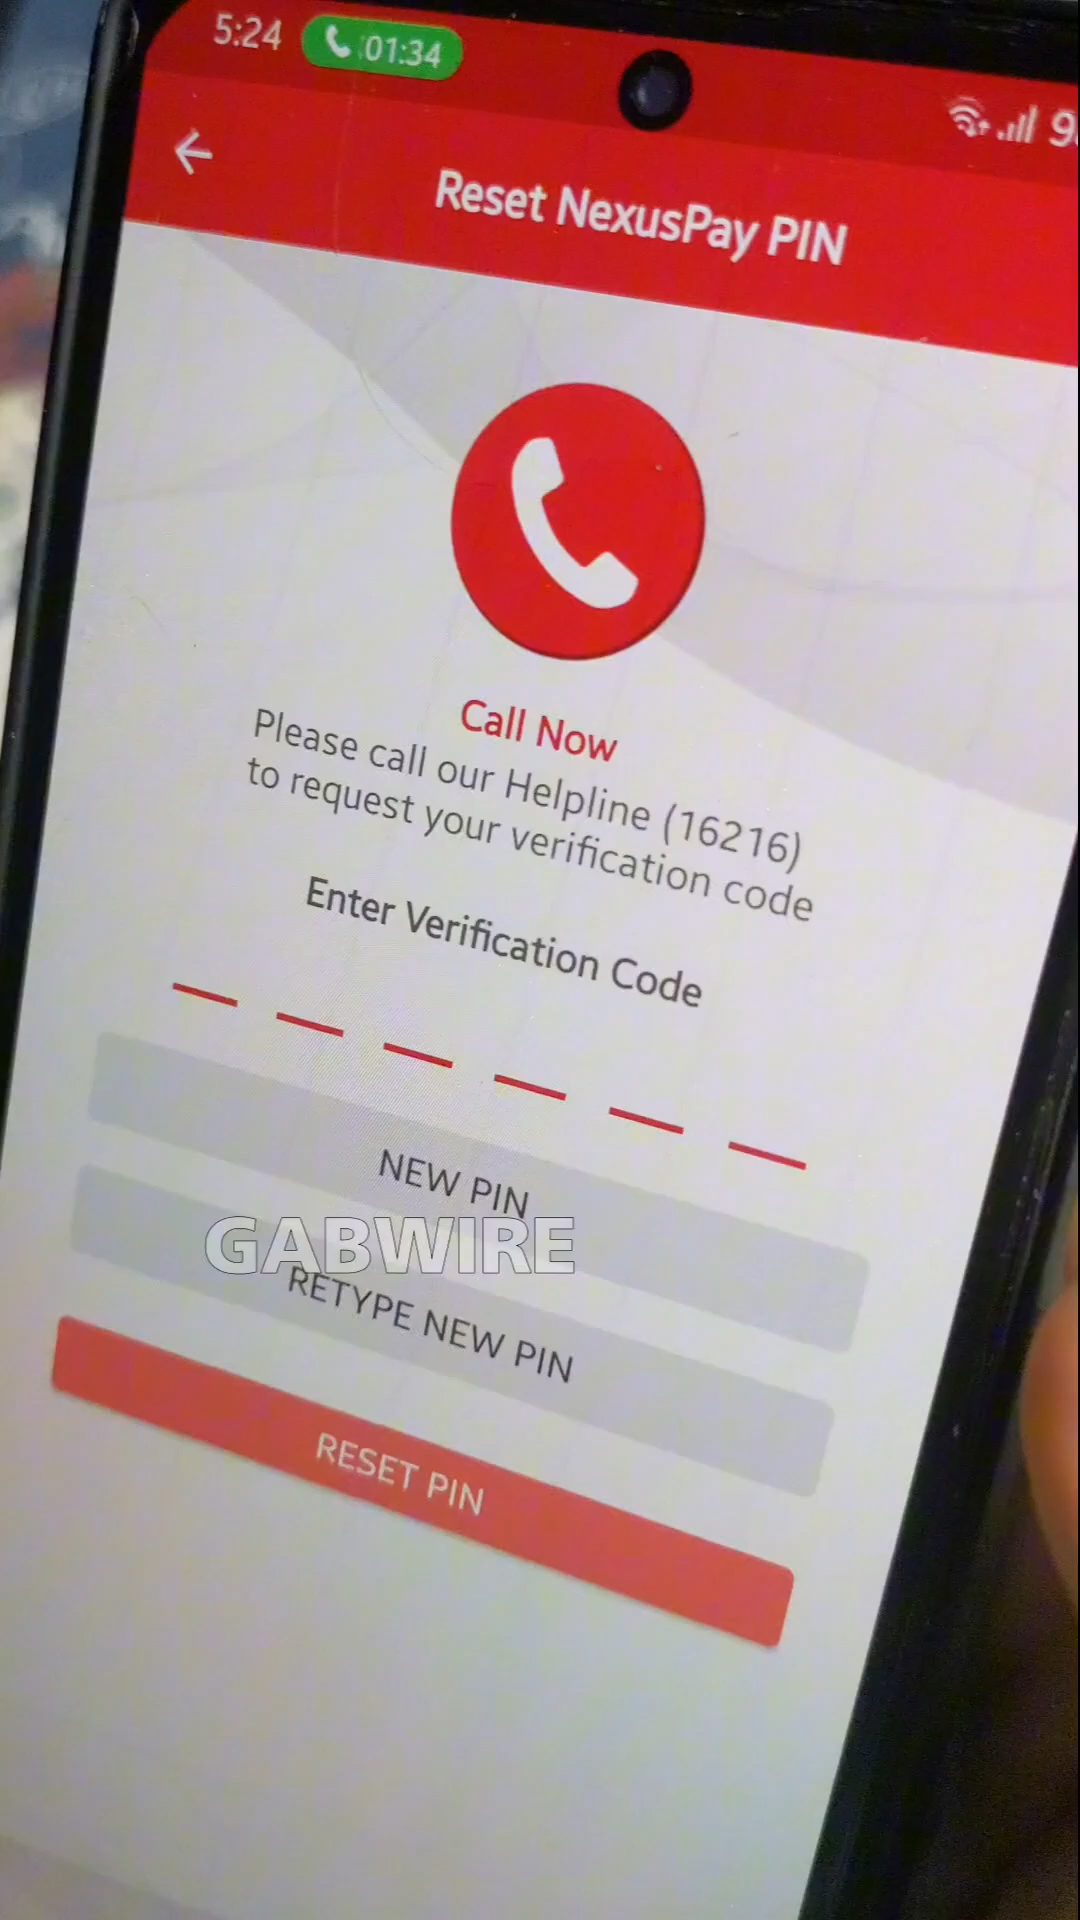 5:24 01:34
Reset NexusPay PIN
Call Now
Please call our Helpline (16216)
to request your verification code
Enter Verification Code
NEW PIN
GABWIRE
RETYPE NEW PIN
RESET PIN